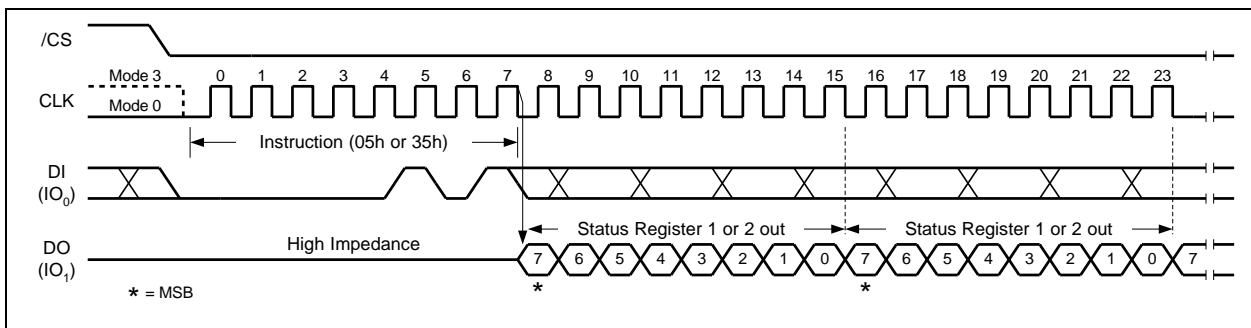 /CS
Mode 3 0 1 2 3 4 5 6 7 8 9 10 11 12 13 14 15 16 17 18 19 20 21 22 23
CLK Mode 0
Instruction (05h or 35h)
DI
(IO0)
Status Register 1 or 2 out Status Register 1 or 2 out
DO High Impedance
(IO1) 7 6 5 4 3 2 1 0 7 6 5 4 3 2 1 0 7
* *
* = MSB